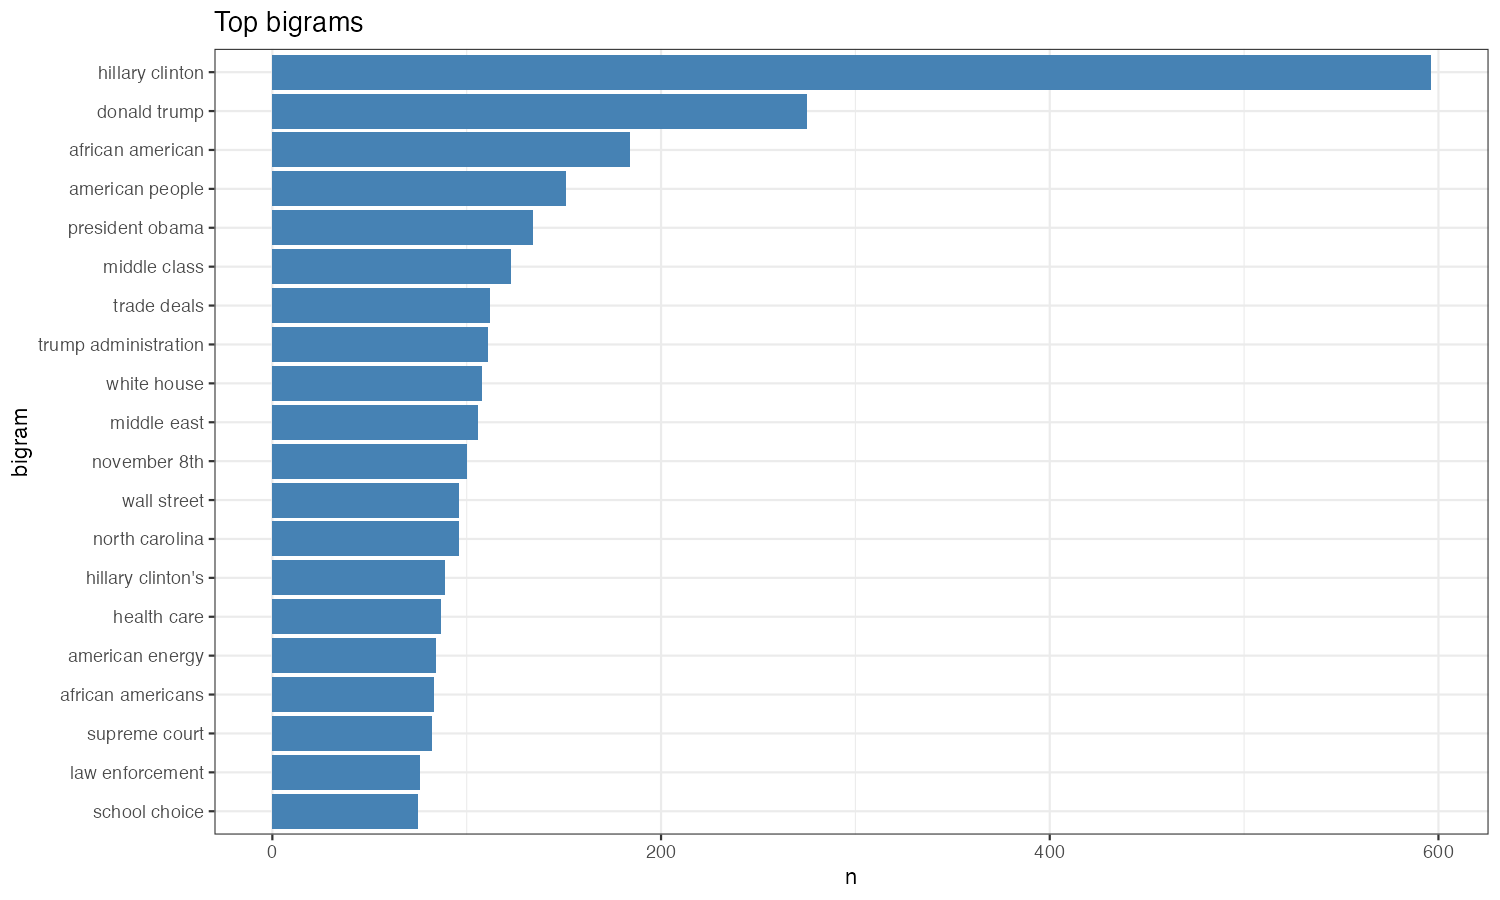 Top bigrams
hillary clinton
donald trump
african american
american people
president obama
middle class
trade deals
trump administration
white house
middle east
november 8th
wall street
north carolina
hillary clinton's
health care
american energy
african americans
supreme court
law enforcement
school choice
bigram
0 200 400 600
n